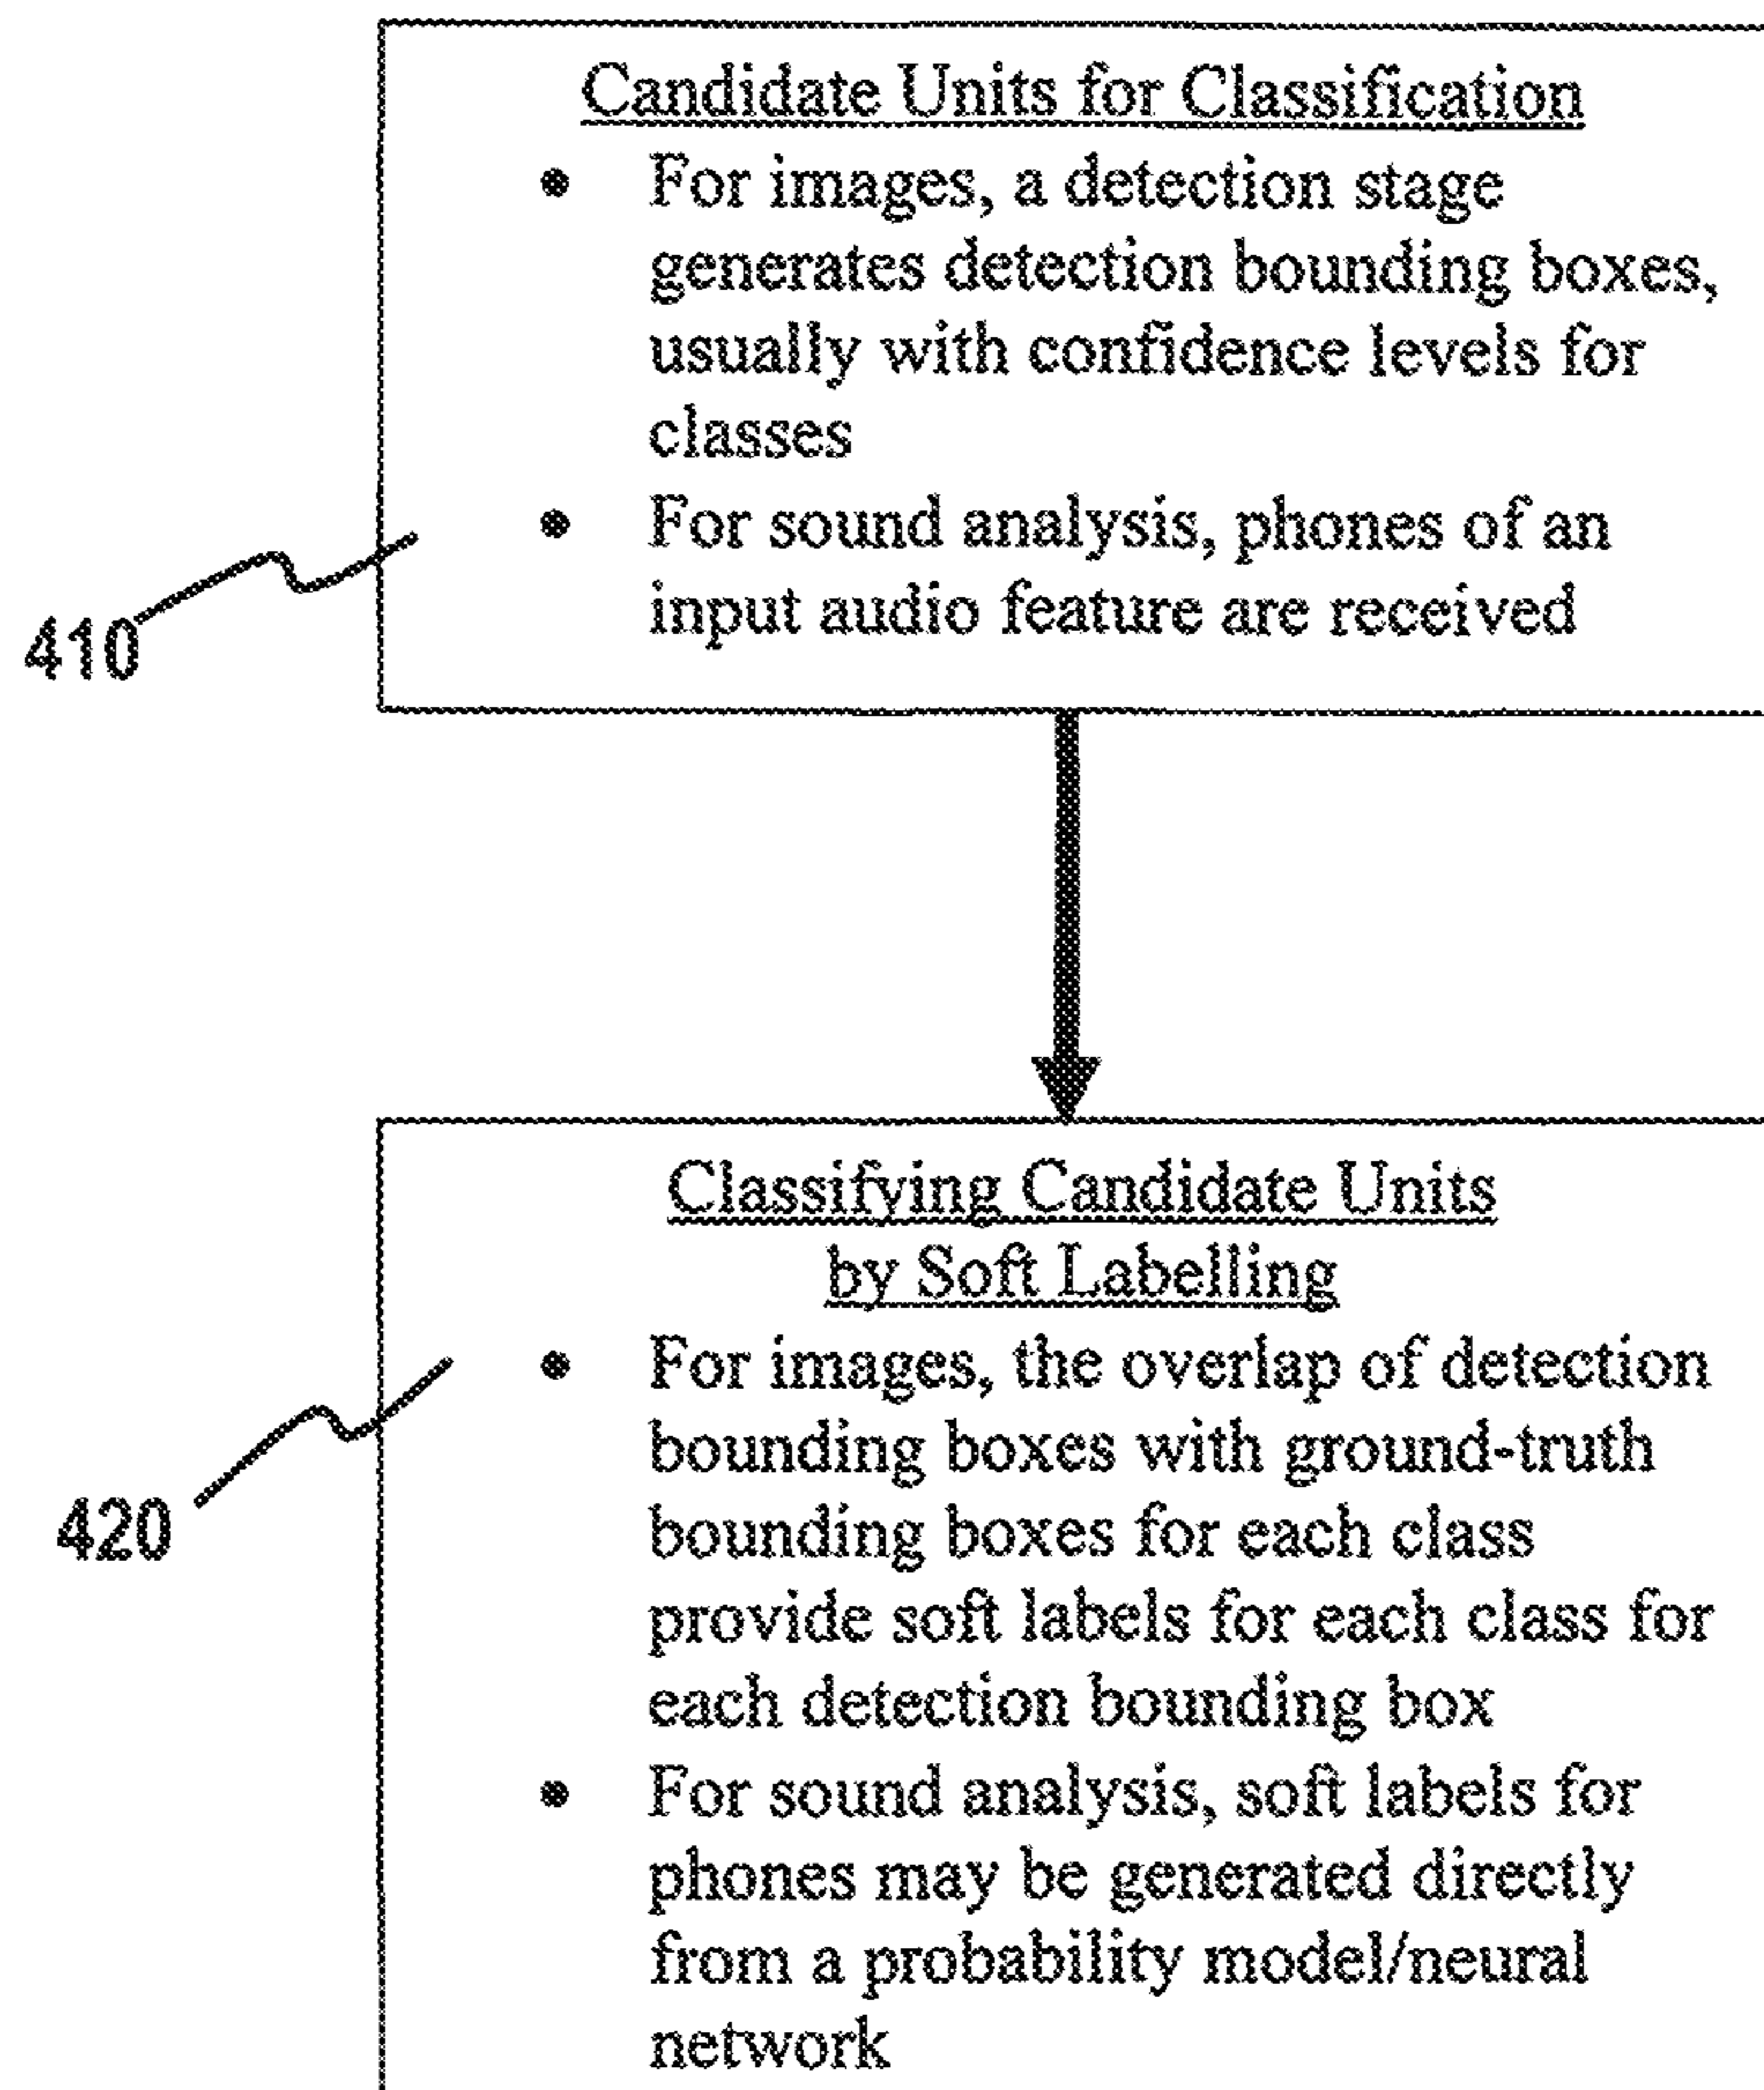 Candidate Units for Classification
• For images, a detection stage
generates detection bounding boxes,
usually with confidence levels for
classes
• For sound analysis, phones of an
input audio feature are received
410
Classifying Candidate Units
by Soft Labelling
• For images, the overlap of detection
bounding boxes with ground-truth
bounding boxes for each class
provide soft labels for each class for
each detection bounding box
420
• For sound analysis, soft labels for
phones may be generated directly
from a probability model/neural
network